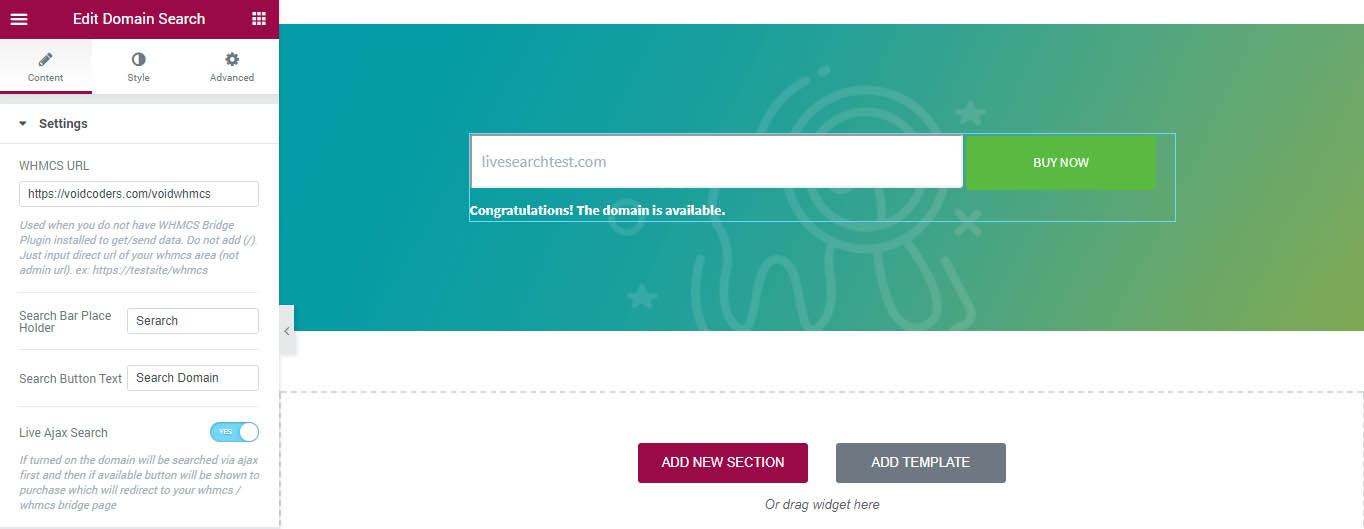 Edit Domain Search
Content
Style
Advanced
Settings
WHMCS URL
https://voidcoders.com/voidwhmcs
Used when you do not have WHMCS Bridge
Plugin installed to get/send data. Do not add (/).
Just input direct url of your whmcs area (not
admin url). ex: https://testsite/whmcs
Search Bar Place
Holder
Serarch
Search Button Text
Search Domain
Live Ajax Search
YES
If turned on the domain will be searched via ajax
first and then if available button will be shown to
purchase which will redirect to your whmcs /
whmcs bridge page
livesearchtest.com
BUY NOW
Congratulations! The domain is available.
ADD NEW SECTION
ADD TEMPLATE
Or drag widget here